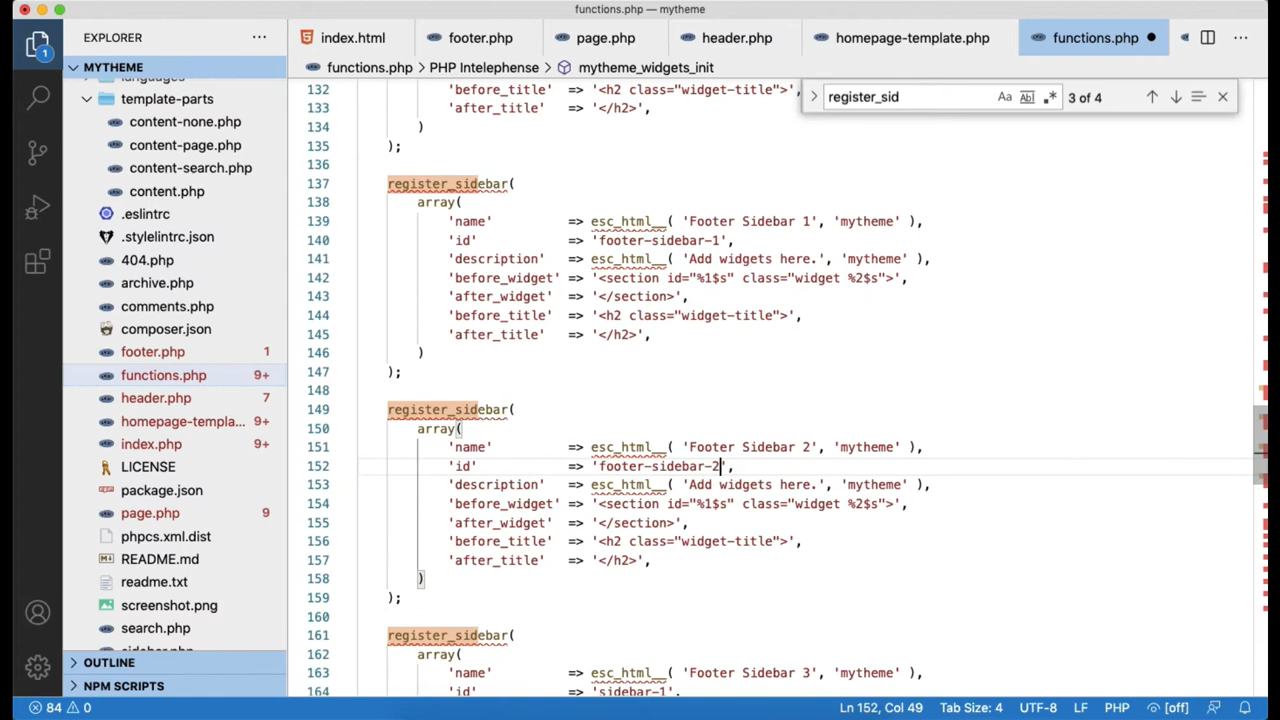 functions.php — mytheme
EXPLORER
index.html
footer.php
page.php
header.php
homepage-template.php
functions.php
MYTHEME
functions.php > PHP Intelephense > mytheme_widgets_init
register_sid
Aa
Abl
.*
3 of 4
1
languages
template-parts
content-none.php
content-page.php
content-search.php
content.php
.eslintrc
.stylelintrc.json
404.php
archive.php
comments.php
composer.json
footer.php 1
functions.php 9+
header.php 7
homepage-templa... 9+
index.php 9+
LICENSE
package.json
page.php 9
phpcs.xml.dist
README.md
readme.txt
screenshot.png
search.php
sidebar.php
OUTLINE
NPM SCRIPTS
132 'before_title' => '<h2 class="widget-title">',
133 'after_title' => '</h2>',
134 )
135 );
136
137 register_sidebar(
138 array(
139 'name' => esc_html__( 'Footer Sidebar 1', 'mytheme' ),
140 'id' => 'footer-sidebar-1',
141 'description' => esc_html__( 'Add widgets here.', 'mytheme' ),
142 'before_widget' => '<section id="%1$s" class="widget %2$s">',
143 'after_widget' => '</section>',
144 'before_title' => '<h2 class="widget-title">',
145 'after_title' => '</h2>',
146 )
147 );
148
149 register_sidebar(
150 array(
151 'name' => esc_html__( 'Footer Sidebar 2', 'mytheme' ),
152 'id' => 'footer-sidebar-2',
153 'description' => esc_html__( 'Add widgets here.', 'mytheme' ),
154 'before_widget' => '<section id="%1$s" class="widget %2$s">',
155 'after_widget' => '</section>',
156 'before_title' => '<h2 class="widget-title">',
157 'after_title' => '</h2>',
158 )
159 );
160
161 register_sidebar(
162 array(
163 'name' => esc_html__( 'Footer Sidebar 3', 'mytheme' ),
164 'id' => 'sidebar-1',
84 0 Ln 152, Col 49 Tab Size: 4 UTF-8 LF PHP [off]